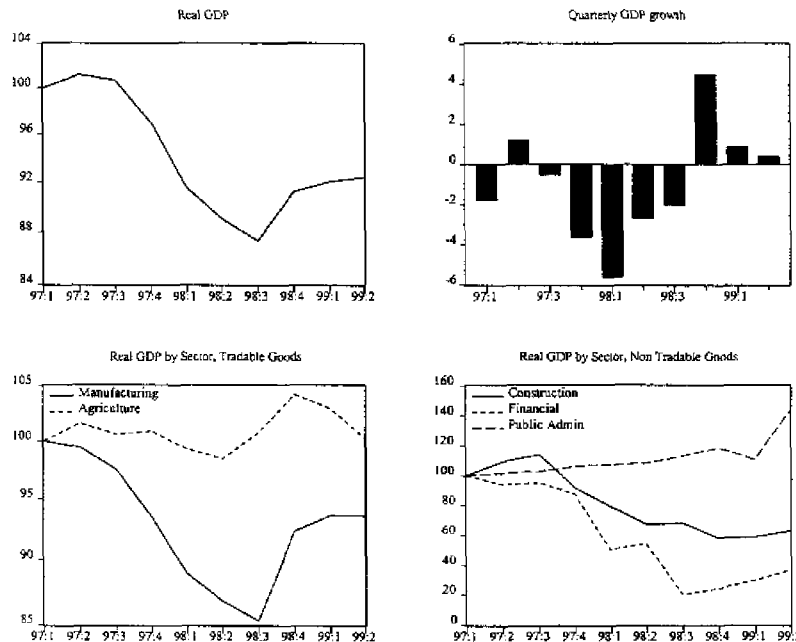 Real GDP
104
100
96
92
88
84
97:1 97:2 97:3 97:4 98:1 98:2 98:3 98:4 99:1 99:2
Quarterly GDP growth
6
4
2
0
-2
-4
-6
97:1 97:3 98:1 98:3 99:1
Real GDP by Sector, Tradable Goods
105
100
95
90
85
Manufacturing
Agriculture
97:1 97:2 97:3 97:4 98:1 98:2 98:3 98:4 99:1 99:2
Real GDP by Sector, Non Tradable Goods
160
140
120
100
80
60
40
20
0
Construction
Financial
Public Admin
97:1 97:2 97:3 97:4 98:1 98:2 98:3 98:4 99:1